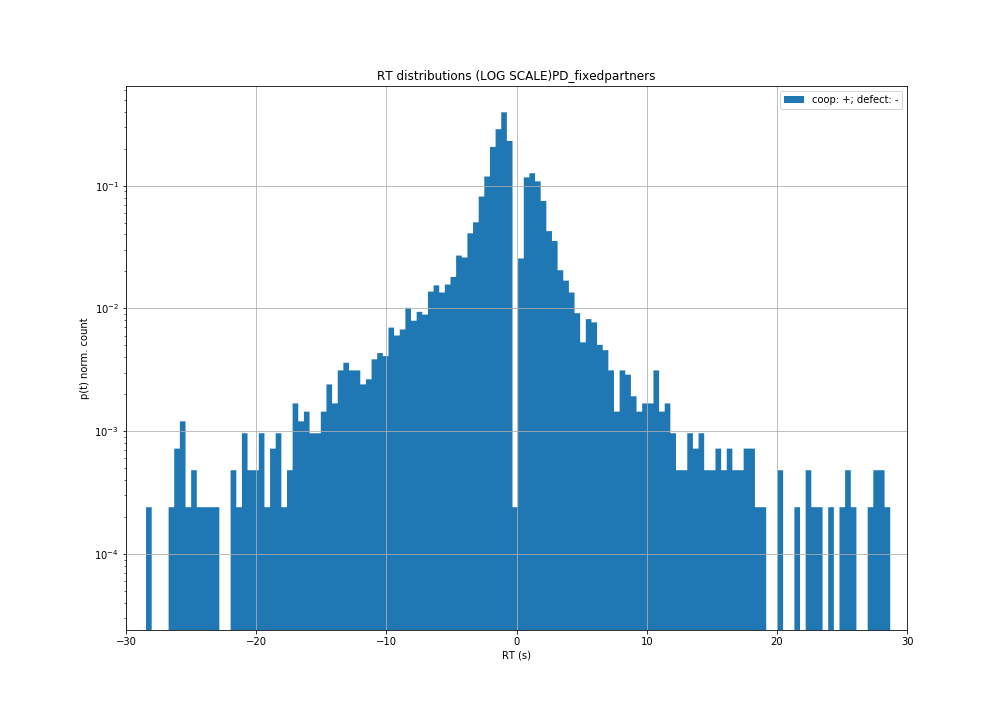 RT distributions (LOG SCALE)PD_fixedpartners
coop: +; defect: -
p(t) norm. count
10⁻¹
10⁻²
10⁻³
10⁻⁴
−30
−20
−10
0
10
20
30
RT (s)